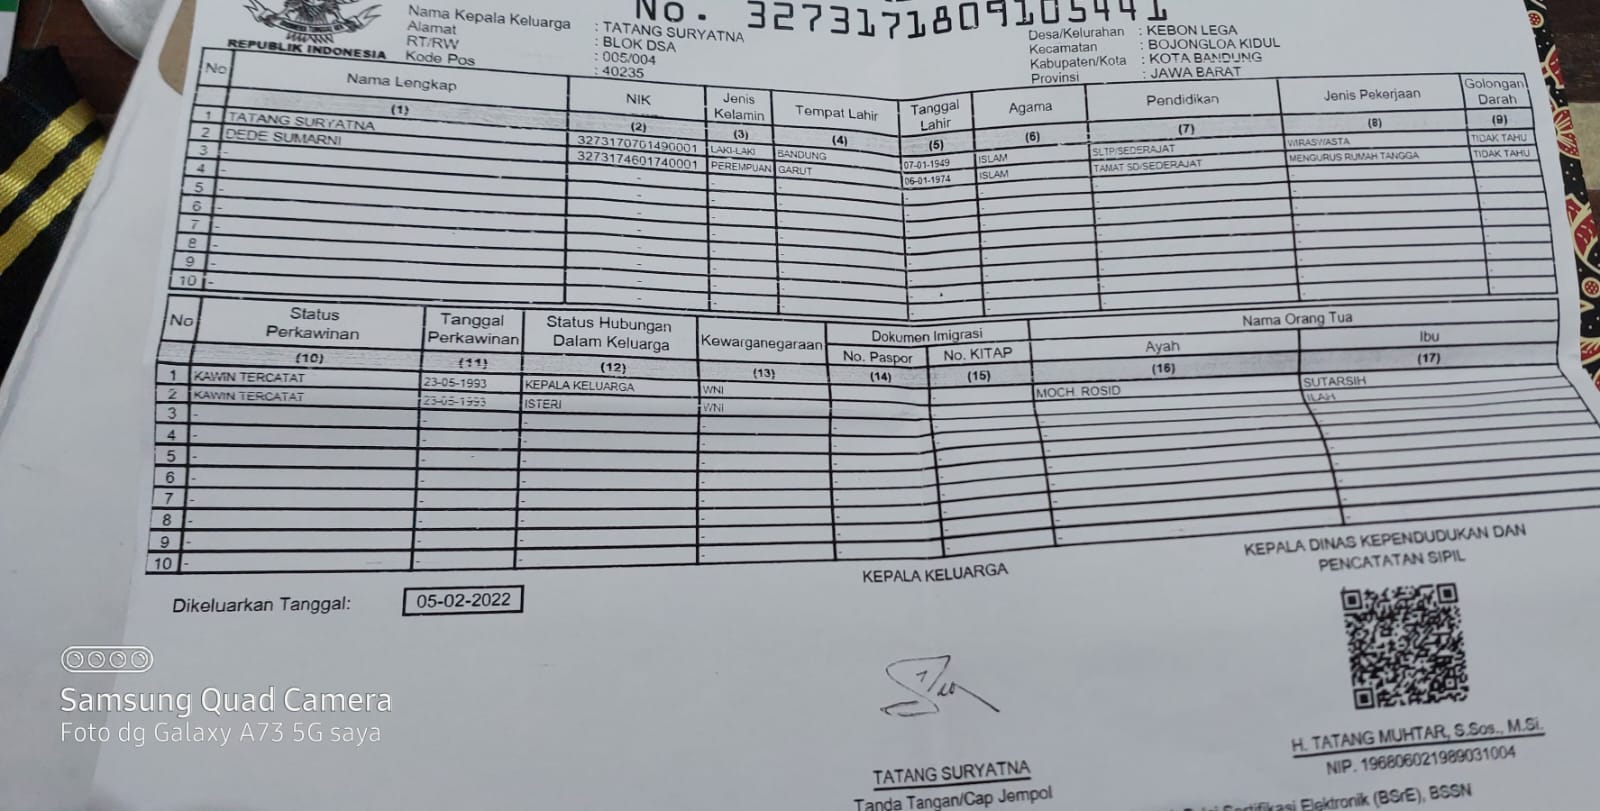 No. 3273171809105441
REPUBLIK INDONESIA
Nama Kepala Keluarga : TATANG SURYATNA
Alamat : BLOK DSA
RT/RW : 005/004
Kode Pos : 40235
Desa/Kelurahan : KEBON LEGA
Kecamatan : BOJONGLOA KIDUL
Kabupaten/Kota : KOTA BANDUNG
Provinsi : JAWA BARAT
No Nama Lengkap NIK Jenis Kelamin Tempat Lahir Tanggal Lahir Agama Pendidikan Jenis Pekerjaan Golongan Darah
(1) (2) (3) (4) (5) (6) (7) (8) (9)
1 TATANG SURYATNA 3273170701490001 LAKI-LAKI BANDUNG 07-01-1949 ISLAM SLTP/SEDERAJAT WIRASWASTA TIDAK TAHU
2 DEDE SUMARNI 3273174601740001 PEREMPUAN GARUT 06-01-1974 ISLAM TAMAT SD/SEDERAJAT MENGURUS RUMAH TANGGA TIDAK TAHU
3 - - - - - - - - -
4 - - - - - - - - -
5 - - - - - - - - -
6 - - - - - - - - -
7 - - - - - - - - -
8 - - - - - - - - -
9 - - - - - - - - -
10 - - - - - - - - -
No Status Perkawinan Tanggal Perkawinan Status Hubungan Dalam Keluarga Kewarganegaraan Dokumen Imigrasi Nama Orang Tua
No. Paspor No. KITAP Ayah Ibu
(10) (11) (12) (13) (14) (15) (16) (17)
1 KAWIN TERCATAT 23-05-1993 KEPALA KELUARGA WNI - - MOCH. ROSID SUTARSIH
2 KAWIN TERCATAT 23-05-1993 ISTERI WNI - - ILAH
3 - - - - - - - -
4 - - - - - - - -
5 - - - - - - - -
6 - - - - - - - -
7 - - - - - - - -
8 - - - - - - - -
9 - - - - - - - -
10 - - - - - - - -
Dikeluarkan Tanggal: 05-02-2022
KEPALA KELUARGA
TATANG SURYATNA
Tanda Tangan/Cap Jempol
KEPALA DINAS KEPENDUDUKAN DAN
PENCATATAN SIPIL
H. TATANG MUHTAR, S.Sos., M.Si.
NIP. 196806021989031004
Sertifikasi Elektronik (BSrE), BSSN
Samsung Quad Camera
Foto dg Galaxy A73 5G saya